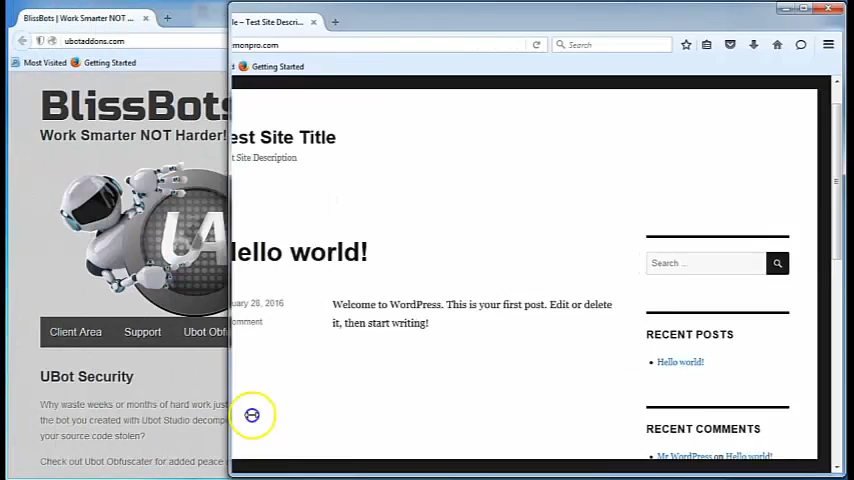 BlissBots | Work Smarter NOT ...
le – Test Site Descri...
ubotaddons.com
monpro.com
Search
Most Visited
Getting Started
d
Getting Started
BlissBots
Work Smarter NOT Harder!
est Site Title
t Site Description
UA
Hello world!
Search ...
uary 28, 2016
omment
Welcome to WordPress. This is your first post. Edit or delete
it, then start writing!
Client Area
Support
Ubot Obfu
RECENT POSTS
Hello world!
UBot Security
Why waste weeks or months of hard work just
the bot you created with Ubot Studio decomp
your source code stolen?
Check out Ubot Obfuscater for added peace
RECENT COMMENTS
Mr WordPress on Hello world!